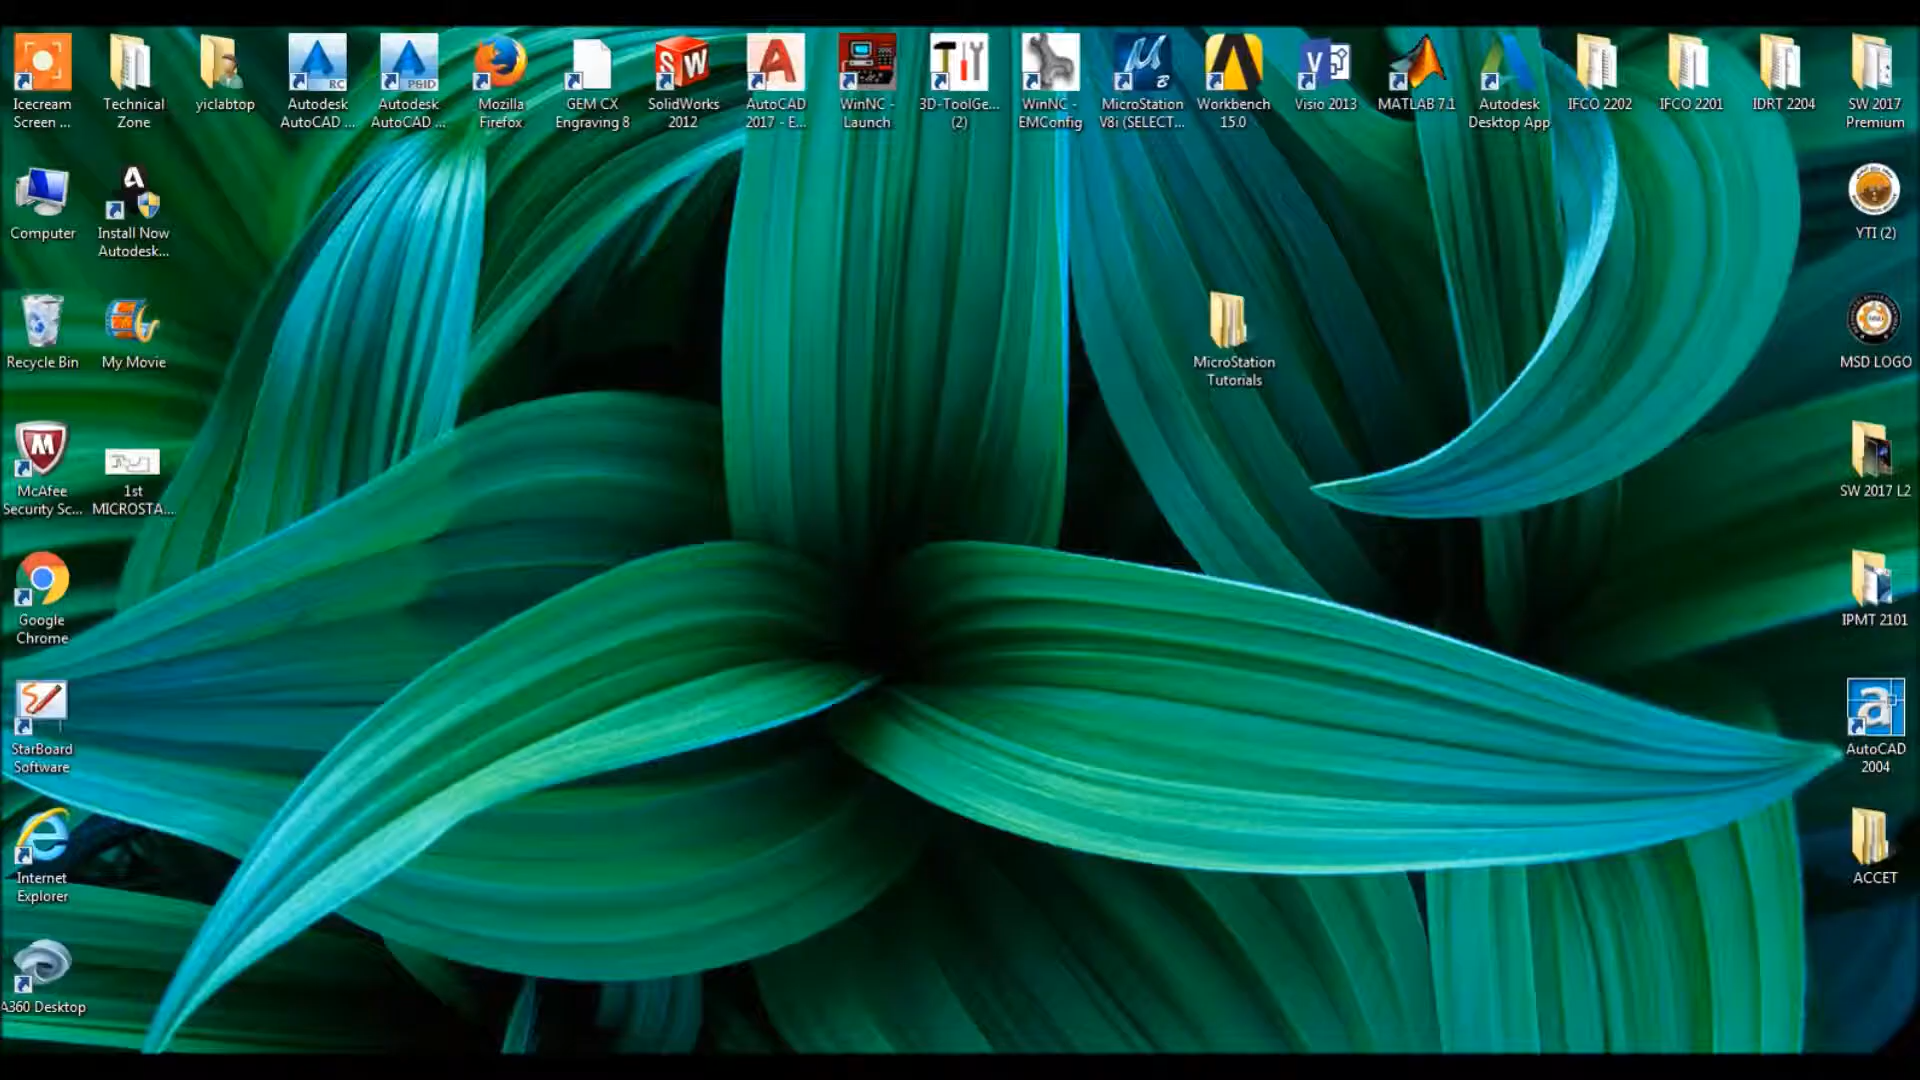 Icecream
Screen ...
Technical
Zone
yiclabtop
Autodesk
AutoCAD ...
Autodesk
AutoCAD ...
Mozilla
Firefox
GEM CX
Engraving 8
SolidWorks
2012
AutoCAD
2017 - E...
WinNC -
Launch
3D-ToolGe...
(2)
WinNC -
EMConfig
MicroStation
V8i (SELECT...
Workbench
15.0
Visio 2013
MATLAB 7.1
Autodesk
Desktop App
IFCO 2202
IFCO 2201
IDRT 2204
SW 2017
Premium
RC
P&ID
SW
Computer
Install Now
Autodesk...
YTI (2)
Recycle Bin
My Movie
MicroStation
Tutorials
MSD LOGO
McAfee
Security Sc...
1st
MICROSTA...
SW 2017 L2
Google
Chrome
IPMT 2101
StarBoard
Software
AutoCAD
2004
Internet
Explorer
ACCET
A360 Desktop